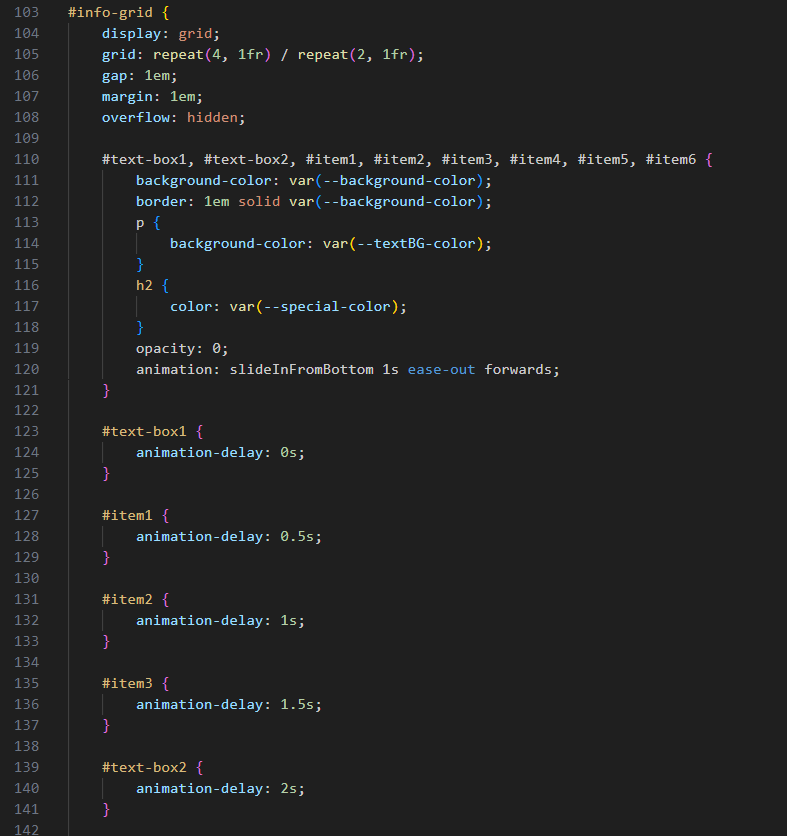 103 #info-grid {
104 display: grid;
105 grid: repeat(4, 1fr) / repeat(2, 1fr);
106 gap: 1em;
107 margin: 1em;
108 overflow: hidden;
109
110 #text-box1, #text-box2, #item1, #item2, #item3, #item4, #item5, #item6 {
111 background-color: var(--background-color);
112 border: 1em solid var(--background-color);
113 p {
114 background-color: var(--textBG-color);
115 }
116 h2 {
117 color: var(--special-color);
118 }
119 opacity: 0;
120 animation: slideInFromBottom 1s ease-out forwards;
121 }
122
123 #text-box1 {
124 animation-delay: 0s;
125 }
126
127 #item1 {
128 animation-delay: 0.5s;
129 }
130
131 #item2 {
132 animation-delay: 1s;
133 }
134
135 #item3 {
136 animation-delay: 1.5s;
137 }
138
139 #text-box2 {
140 animation-delay: 2s;
141 }
142